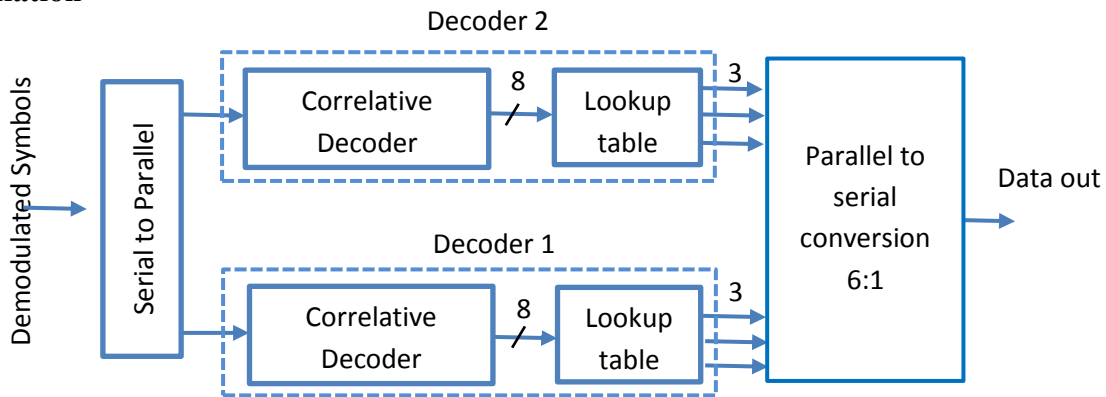 Decoder 2
Demodulated Symbols
Serial to Parallel
Correlative
Decoder
8
Lookup
table
3
Parallel to
serial
conversion
6:1
Data out
Decoder 1
Correlative
Decoder
8
Lookup
table
3